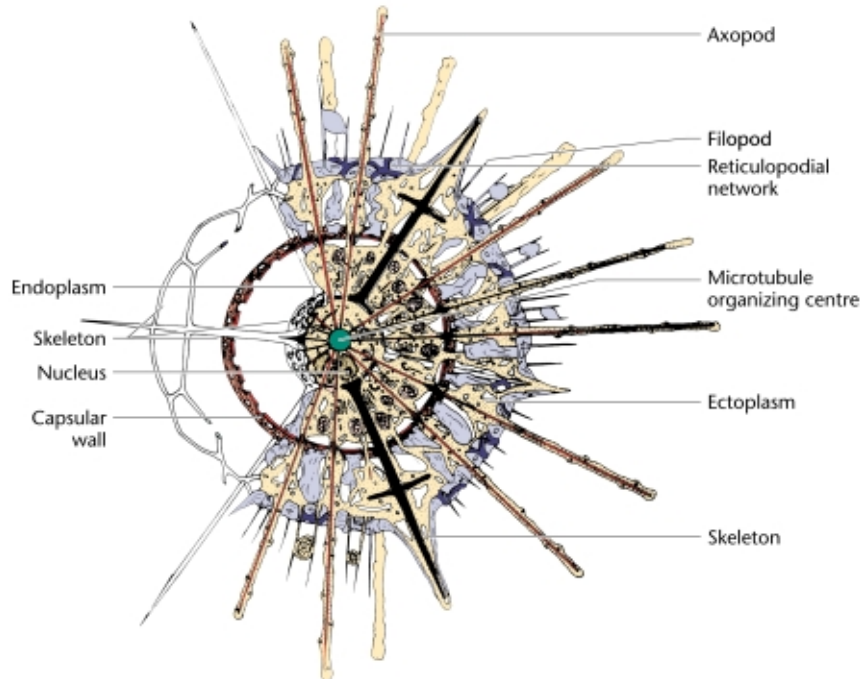 Axopod
Filopod
Reticulopodial
network
Microtubule
organizing centre
Ectoplasm
Skeleton
Endoplasm
Skeleton
Nucleus
Capsular
wall